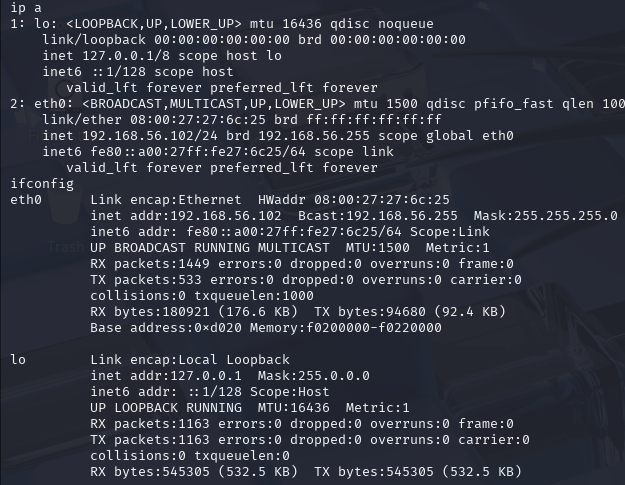 ip a
1: lo: <LOOPBACK,UP,LOWER_UP> mtu 16436 qdisc noqueue
    link/loopback 00:00:00:00:00:00 brd 00:00:00:00:00:00
    inet 127.0.0.1/8 scope host lo
    inet6 ::1/128 scope host
       valid_lft forever preferred_lft forever
2: eth0: <BROADCAST,MULTICAST,UP,LOWER_UP> mtu 1500 qdisc pfifo_fast qlen 100
    link/ether 08:00:27:27:6c:25 brd ff:ff:ff:ff:ff:ff
    inet 192.168.56.102/24 brd 192.168.56.255 scope global eth0
    inet6 fe80::a00:27ff:fe27:6c25/64 scope link
       valid_lft forever preferred_lft forever
ifconfig
eth0      Link encap:Ethernet  HWaddr 08:00:27:27:6c:25
          inet addr:192.168.56.102  Bcast:192.168.56.255  Mask:255.255.255.0
          inet6 addr: fe80::a00:27ff:fe27:6c25/64 Scope:Link
          UP BROADCAST RUNNING MULTICAST  MTU:1500  Metric:1
Trash
          RX packets:1449 errors:0 dropped:0 overruns:0 frame:0
          TX packets:533 errors:0 dropped:0 overruns:0 carrier:0
          collisions:0 txqueuelen:1000
          RX bytes:180921 (176.6 KB)  TX bytes:94680 (92.4 KB)
          Base address:0×d020 Memory:f0200000-f0220000

lo        Link encap:Local Loopback
          inet addr:127.0.0.1  Mask:255.0.0.0
          inet6 addr: ::1/128 Scope:Host
          UP LOOPBACK RUNNING  MTU:16436  Metric:1
          RX packets:1163 errors:0 dropped:0 overruns:0 frame:0
          TX packets:1163 errors:0 dropped:0 overruns:0 carrier:0
          collisions:0 txqueuelen:0
          RX bytes:545305 (532.5 KB)  TX bytes:545305 (532.5 KB)